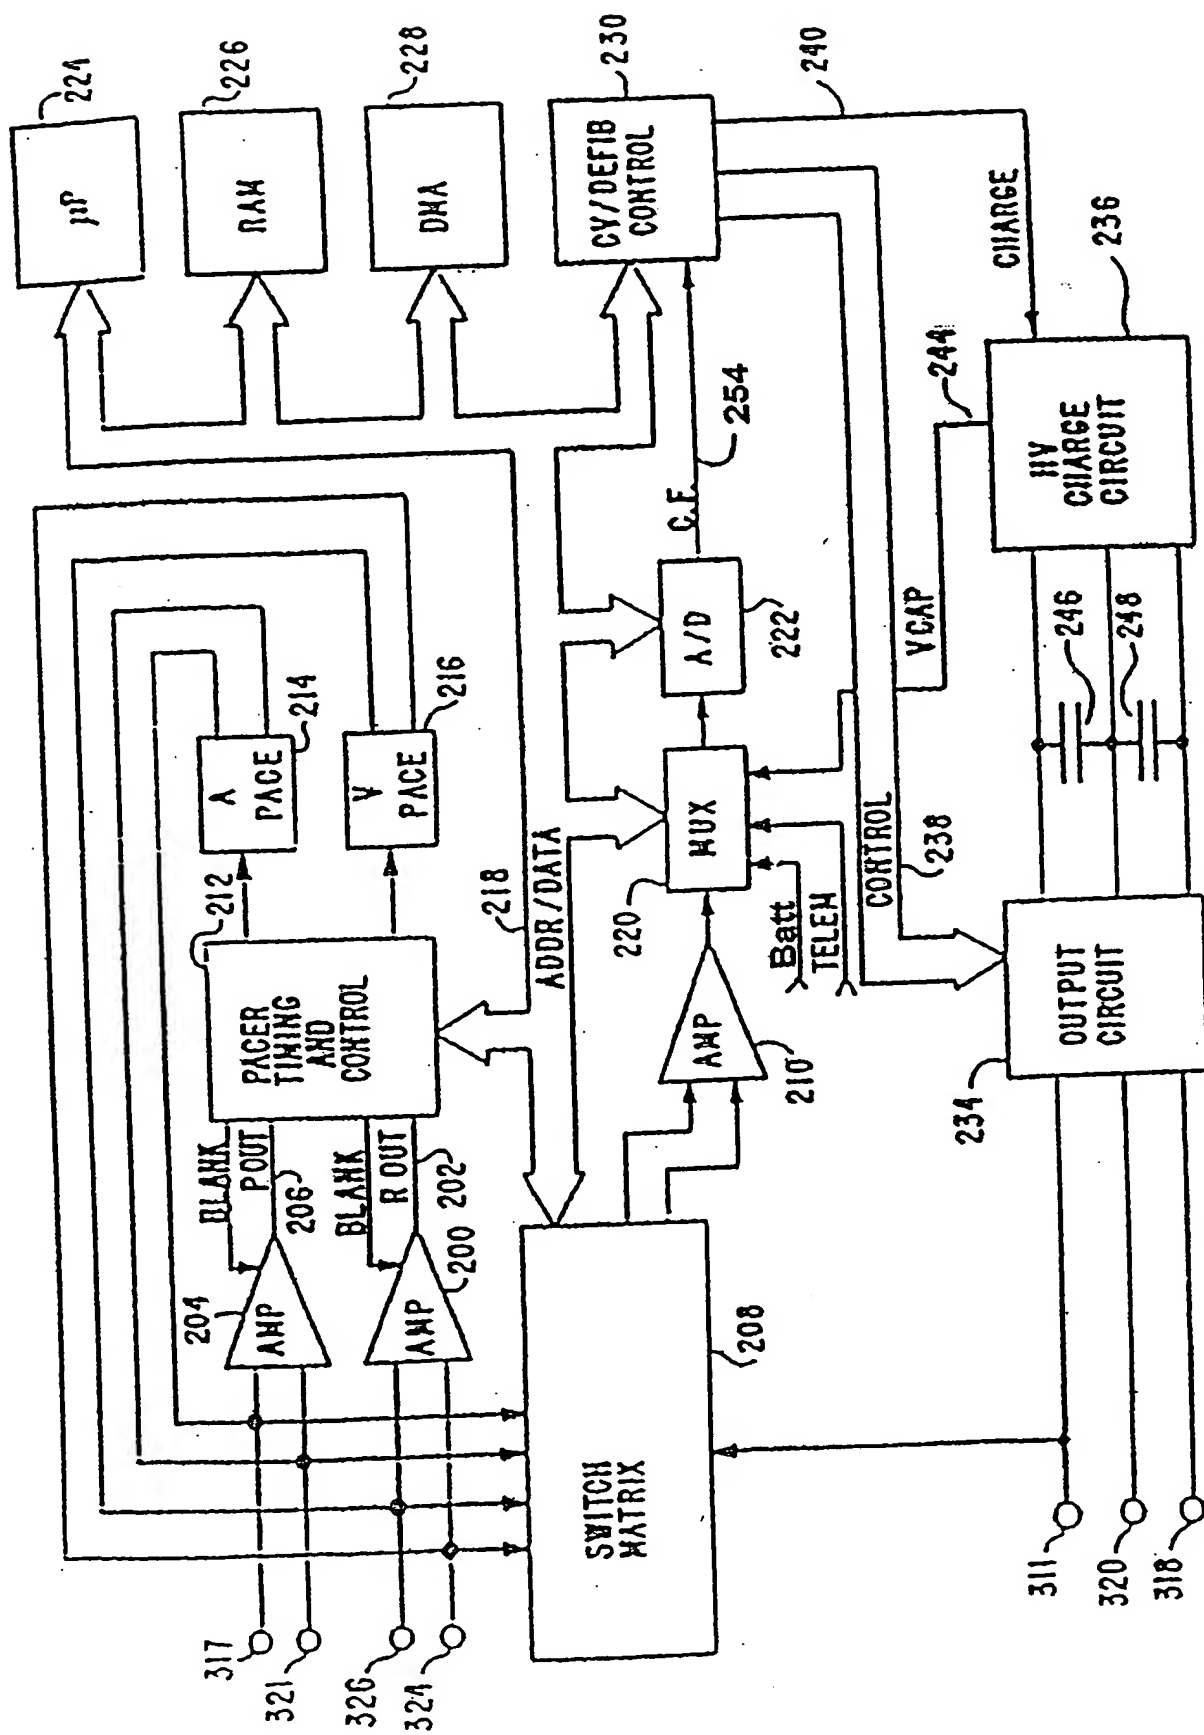 317
321
326
324
204
AMP
BLANK
P OUT
206
AMP
200
BLANK
R OUT
202
PACER
TIMING
AND
CONTROL
212
A
PACE
214
V
PACE
216
µP
224
RAM
226
DMA
228
ADDR/DATA
218
SWITCH
MATRIX
208
AMP
210
Batt
TELEM
220
MUX
A/D
222
C.F.
254
CV/DEFIB
CONTROL
230
CONTROL
238
VCAP
244
240
CHARGE
311
320
318
234
OUTPUT
CIRCUIT
246
248
HV
CHARGE
CIRCUIT
236